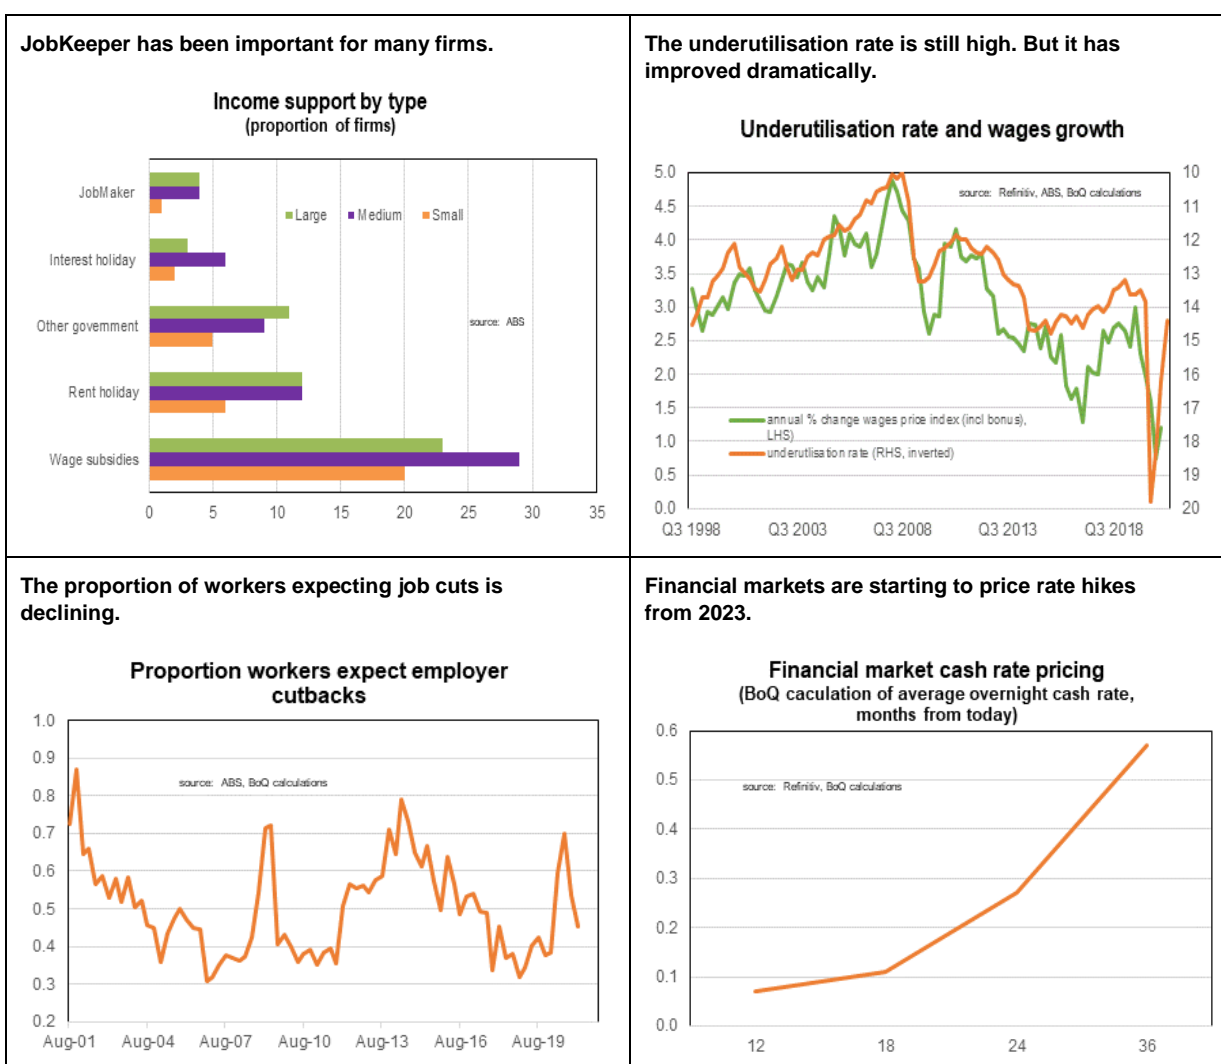 JobKeeper has been important for many firms.
Income support by type
(proportion of firms)
JobMaker
Interest holiday
Other government
Rent holiday
Wage subsidies
Large Medium Small
source: ABS
0 5 10 15 20 25 30 35
The underutilisation rate is still high. But it has
improved dramatically.
Underutilisation rate and wages growth
source: Refinitiv, ABS, BoQ calculations
5.0
4.5
4.0
3.5
3.0
2.5
2.0
1.5
1.0
0.5
0.0
10
11
12
13
14
15
16
17
18
19
20
annual % change wages price index (incl bonus),
LHS)
underutlisation rate (RHS, inverted)
Q3 1998 Q3 2003 Q3 2008 Q3 2013 Q3 2018
The proportion of workers expecting job cuts is
declining.
Proportion workers expect employer
cutbacks
source: ABS, BoQ calculations
1.0
0.9
0.8
0.7
0.6
0.5
0.4
0.3
0.2
Aug-01 Aug-04 Aug-07 Aug-10 Aug-13 Aug-16 Aug-19
Financial markets are starting to price rate hikes
from 2023.
Financial market cash rate pricing
(BoQ caculation of average overnight cash rate,
months from today)
source: Refinitiv, BoQ calculations
0.6
0.5
0.4
0.3
0.2
0.1
0.0
12 18 24 36